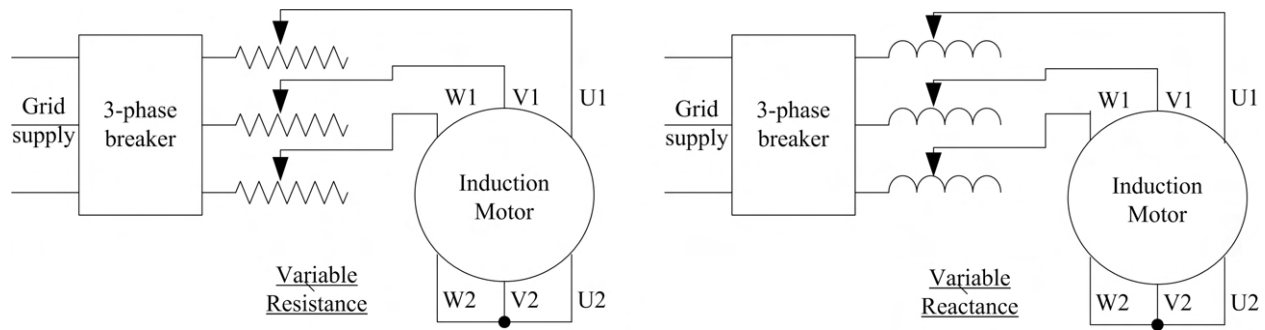 Grid
supply
3-phase
breaker
W1
V1
U1
Induction
Motor
Variable
Resistance
W2
V2
U2
Grid
supply
3-phase
breaker
W1
V1
U1
Induction
Motor
Variable
Reactance
W2
V2
U2